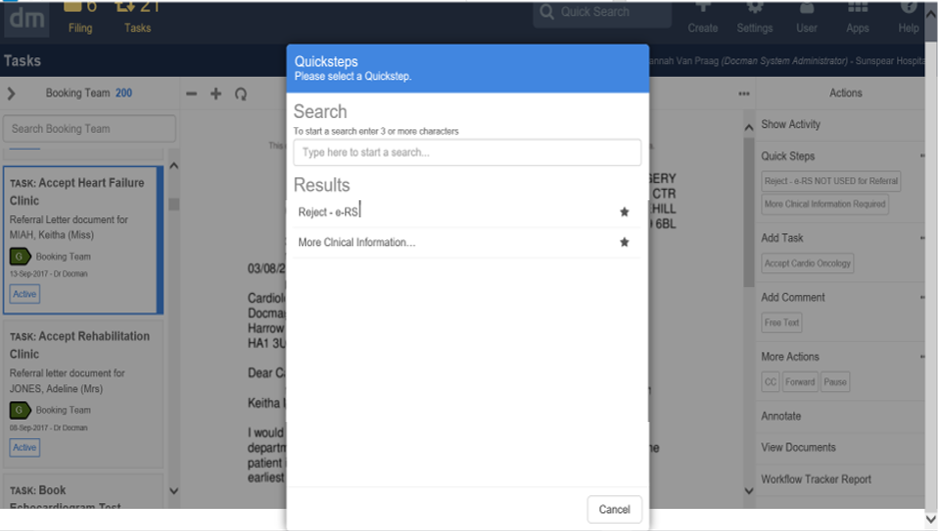 dm
6
Filing
21
Tasks
Quick Search
Create
Settings
User
Apps
Help
Tasks
annah Van Praag (Docman System Administrator) - Sunspear Hospita
Booking Team 200
Search Booking Team
TASK: Accept Heart Failure
Clinic
Referral Letter document for
MIAH, Keitha (Miss)
G Booking Team
13-Sep-2017 - Dr Docman
Active
TASK: Accept Rehabilitation
Clinic
Referral letter document for
JONES, Adeline (Mrs)
G Booking Team
08-Sep-2017 - Dr Docman
Active
TASK: Book
Echocardiogram Test
This
GERY
CTR
HILL
6BL
03/08/2
Cardiol
Docma
Harrow
HA1 3U
Dear C
Keitha
I would
departm
patient
earliest
he
Quicksteps
Please select a Quickstep.
Search
To start a search enter 3 or more characters
Type here to start a search...
Results
Reject - e-RS
More Clnical Information...
Cancel
Actions
Show Activity
Quick Steps
Reject - e-RS NOT USED for Referral
More Clinical Information Required
Add Task
Accept Cardio Oncology
Add Comment
Free Text
More Actions
CC
Forward
Pause
Annotate
View Documents
Workflow Tracker Report